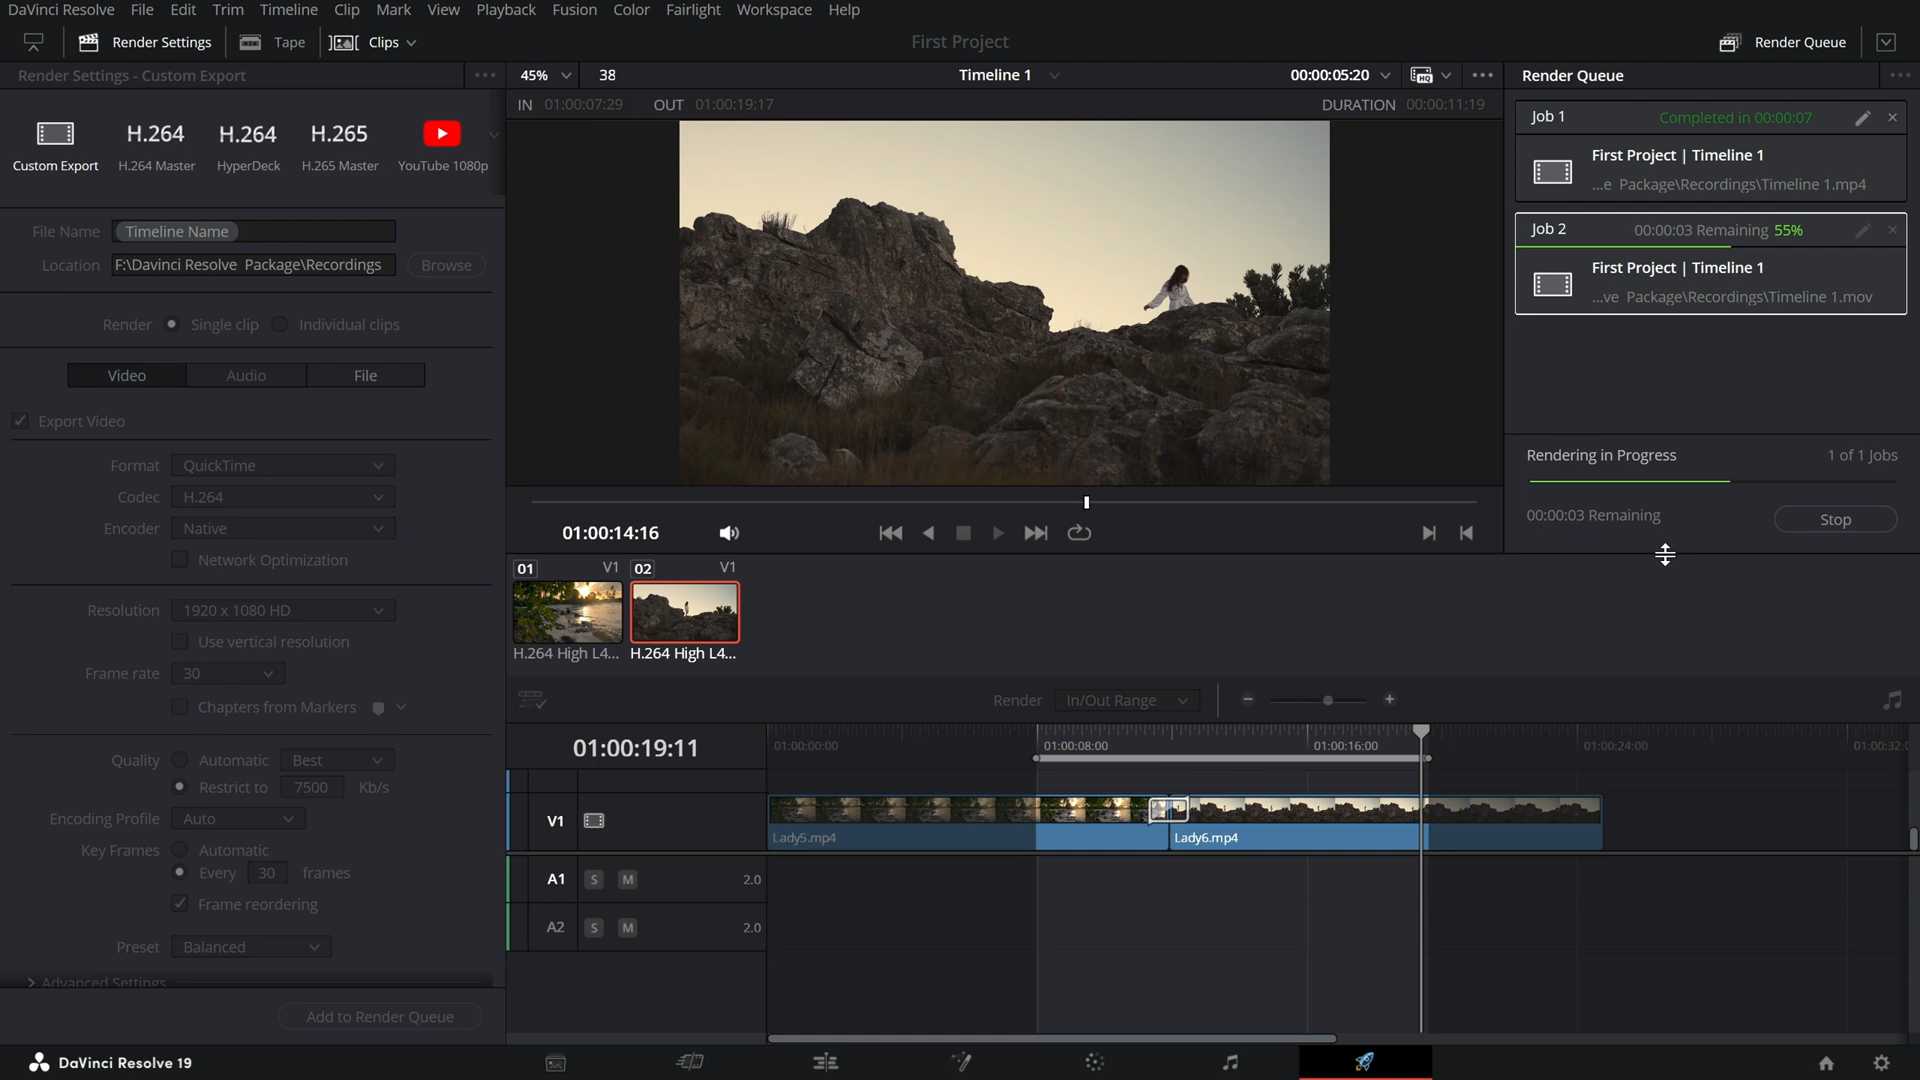 DaVinci Resolve File Edit Trim Timeline Clip Mark View Playback Fusion Color Fairlight Workspace Help
Render Settings Tape Clips First Project Render Queue
Render Settings - Custom Export
45% 38 Timeline 1 00:00:05:20
Render Queue
IN 01:00:07:29 OUT 01:00:19:17 DURATION 00:00:11:19
H.264 H.264 H.265
Custom Export H.264 Master HyperDeck H.265 Master YouTube 1080p
File Name Timeline Name
Location F:\Davinci Resolve Package\Recordings Browse
Render Single clip Individual clips
Video Audio File
Export Video
Format QuickTime
Codec H.264
Encoder Native
Network Optimization
Resolution 1920 x 1080 HD
Use vertical resolution
Frame rate 30
Chapters from Markers
Quality Automatic Best
Restrict to 7500 Kb/s
Encoding Profile Auto
Key Frames Automatic
Every 30 frames
Frame reordering
Preset Balanced
Advanced Settings
Add to Render Queue
Job 1 Completed in 00:00:07
First Project | Timeline 1
...e Package\Recordings\Timeline 1.mp4
Job 2 00:00:03 Remaining 55%
First Project | Timeline 1
...ve Package\Recordings\Timeline 1.mov
Rendering in Progress 1 of 1 Jobs
00:00:03 Remaining Stop
01:00:14:16
01 V1 02 V1
H.264 High L4... H.264 High L4...
Render In/Out Range
01:00:19:11
01:00:00:00 01:00:08:00 01:00:16:00 01:00:24:00 01:00:32:0
V1
Lady5.mp4 Lady6.mp4
A1 S M 2.0
A2 S M 2.0
DaVinci Resolve 19